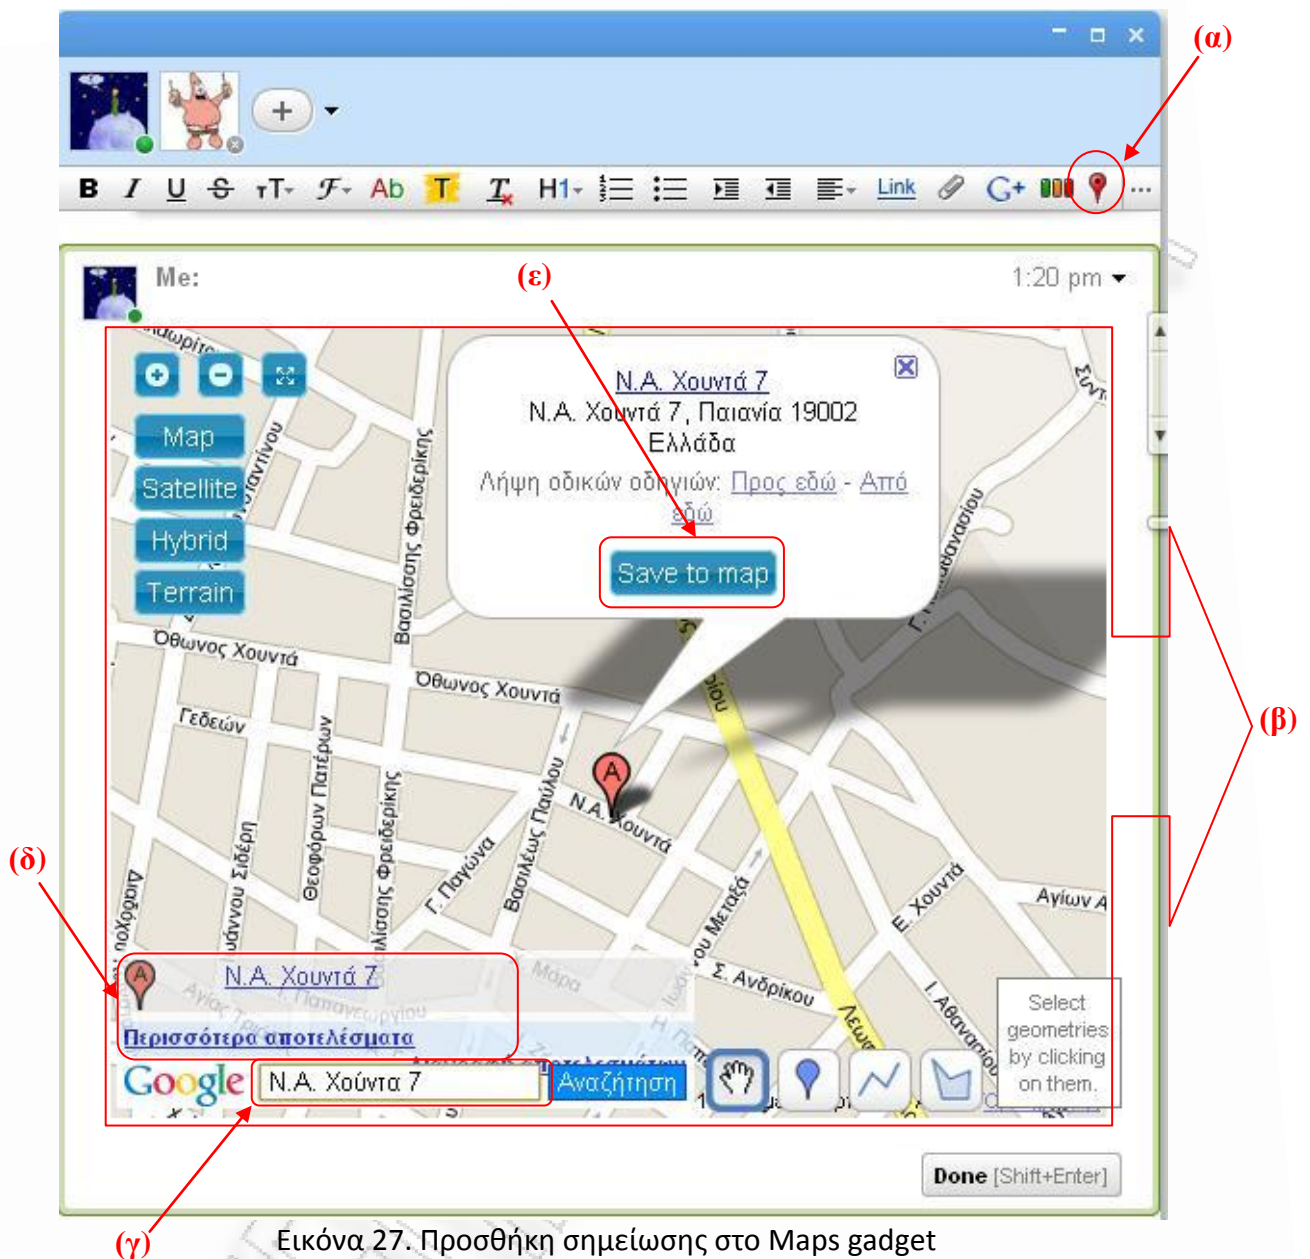 (α)
B I U S тT F Ab T T H1 Link G+ ...
Me:
1:20 pm
(ε)
Map
Satellite
Hybrid
Terrain
Ν.Α. Χουντά 7
Ν.Α. Χουντά 7, Παιανία 19002
Ελλάδα
Λήψη οδικών οδηγιών: Προς εδώ - Από
εδώ
Save to map
Κωνσταντίνου
Βασιλίσσης Φρειδερίκης
Όθωνος Χουντά
Όθωνος Χουντά
Γεδεών
Θεοφόρων Πατέρων
Βασιλίσσης Φρειδερίκης
Βασιλέως Παύλου
Γ. Παγώνα
Ν.Α. Χουντά
A
(β)
Ε. Χουντά
Αγίων Α
Σ. Ανδρίκου
Ι. Αθανασίου
(δ)
A
Ν.Α. Χουντά 7
Περισσότερα αποτελέσματα
Google
Ν.Α. Χούντα 7
Αναζήτηση
Select
geometries
by clicking
on them.
Done [Shift+Enter]
(γ)
Εικόνα 27. Προσθήκη σημείωσης στο Maps gadget